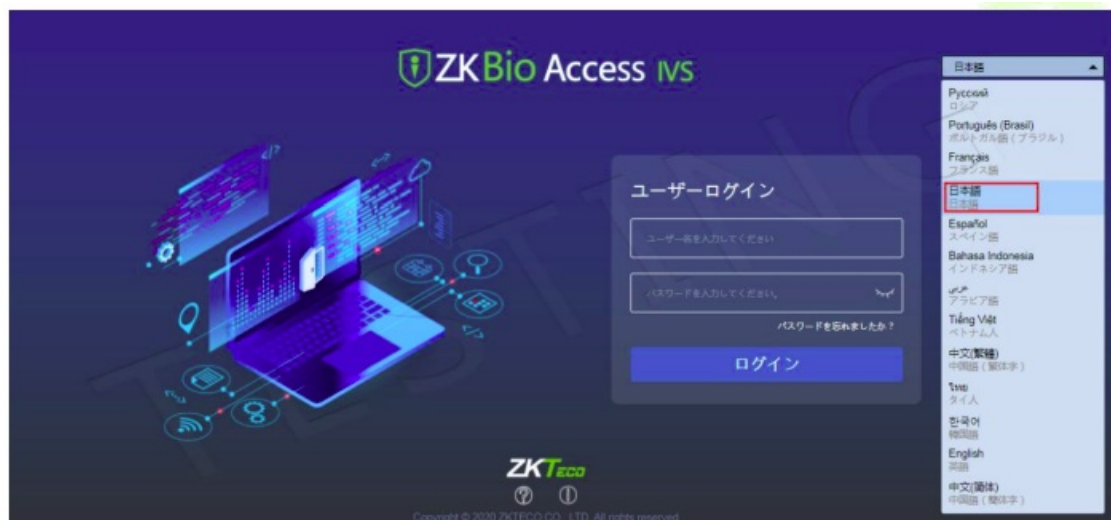 ZKBio Access IVS
日本語
Русский
ロシア
Português (Brasil)
ポルトガル語（ブラジル）
Français
フランス語
日本語
日本語
Español
スペイン語
Bahasa Indonesia
インドネシア語
عربي
アラビア語
Tiếng Việt
ベトナム人
中文(繁體)
中国語（繁体字）
ไทย
タイ人
한국어
韓国語
English
英語
中文(简体)
中国語（簡体字）
ユーザーログイン
ユーザー名を入力してください
パスワードを入力してください。
パスワードを忘れましたか？
ログイン
TESTING
ZKTeco
Copyright © 2020 ZKTECO CO., LTD. All rights reserved